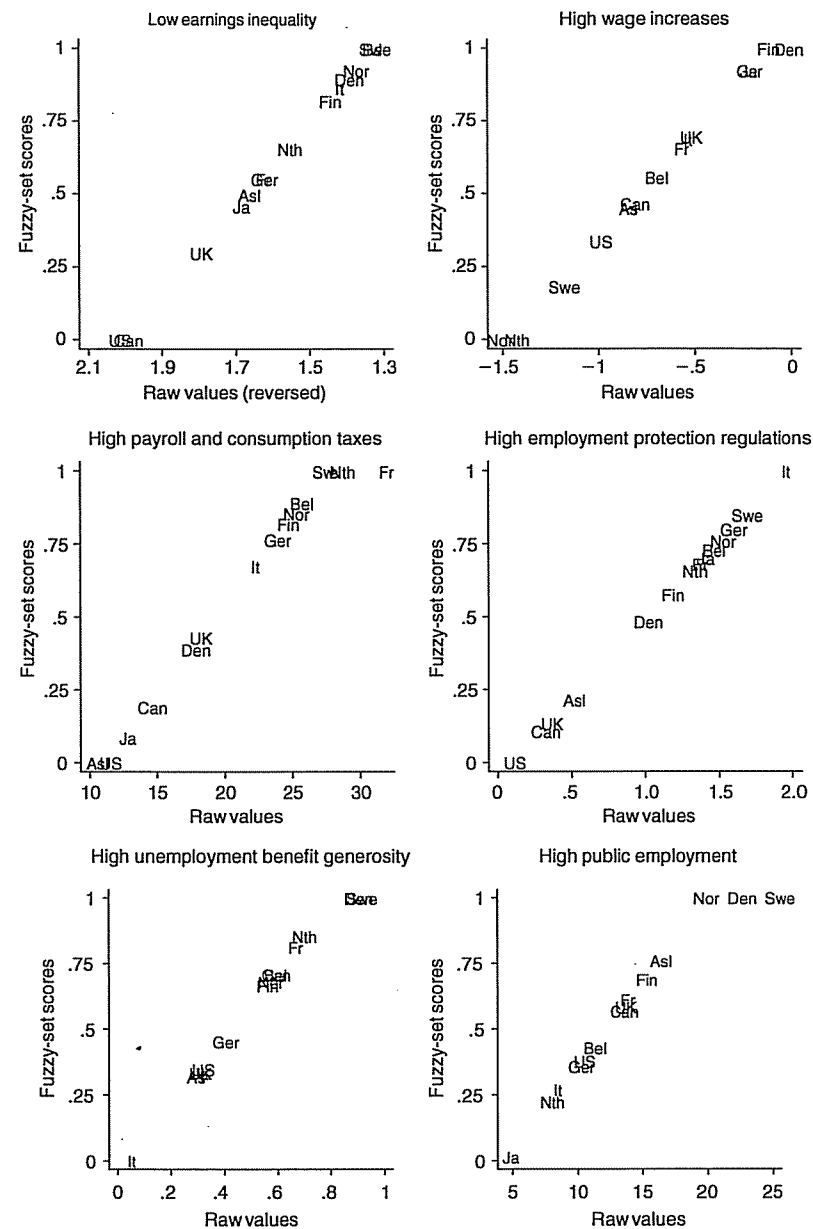 Low earnings inequality
High wage increases
Fuzzy-set scores
1
.75
.5
.25
0
Nor
Den
It
Fin
Nth
Asl
Ja
UK
Can
2.1 1.9 1.7 1.5 1.3
Raw values (reversed)
Fuzzy-set scores
1
.75
.5
.25
0
Fin Den
Ger
UK
Fr
Bel
Can
US
Swe
Nth
−1.5 −1 −.5 0
Raw values
High payroll and consumption taxes
High employment protection regulations
Fuzzy-set scores
1
.75
.5
.25
0
Nth Fr
Bel
Nor
Fin
Ger
It
UK
Den
Can
Ja
US
10 15 20 25 30
Raw values
Fuzzy-set scores
1
.75
.5
.25
0
It
Swe
Ger
Nor
Bel
Nth
Fin
Den
Asl
UK
Can
US
0 .5 1.0 1.5 2.0
Raw values
High unemployment benefit generosity
High public employment
Fuzzy-set scores
1
.75
.5
.25
0
Nth
Fr
Ger
US
It
0 .2 .4 .6 .8 1
Raw values
Fuzzy-set scores
1
.75
.5
.25
0
Nor Den Swe
Asl
Fin
Fr
UK
Can
Bel
US
Ger
It
Nth
Ja
5 10 15 20 25
Raw values